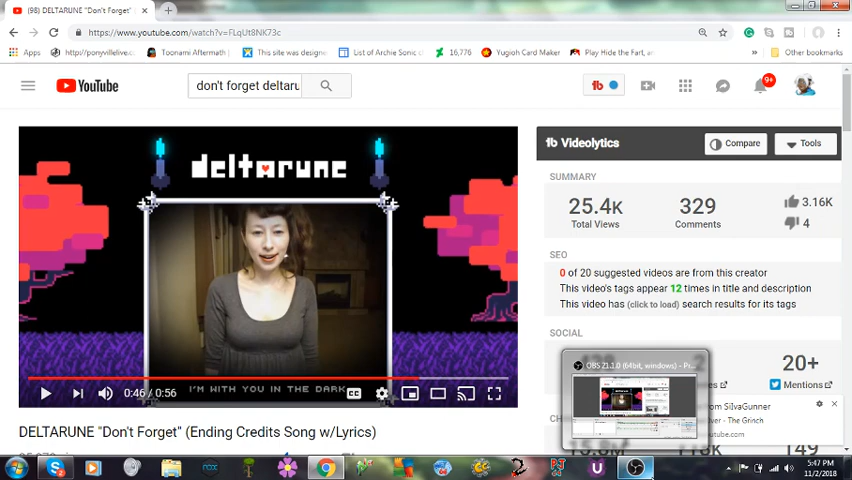 (98) DELTARUNE "Don't Forget"
https://www.youtube.com/watch?v=FLqUt8NK73c
Apps
http://ponyvillelive.c
Toonami Aftermath
This site was designe
List of Archie Sonic c
16,776
Yugioh Card Maker
Play Hide the Fart, an
Other bookmarks
YouTube
don't forget deltaru
9+
deltarune
I'M WITH YOU IN THE DARK
0:46 / 0:56
CC
DELTARUNE "Don't Forget" (Ending Credits Song w/Lyrics)
Videolytics
Compare
Tools
SUMMARY
25.4K
Total Views
329
Comments
3.16K
4
SEO
0 of 20 suggested videos are from this creator
This video's tags appear 12 times in title and description
This video has (click to load) search results for its tags
SOCIAL
20+
Mentions
OBS 21.1.0 (64bit, windows) - Pr...
from SilvaGunner
ver - The Grinch
.com
149
5:47 PM
11/2/2018